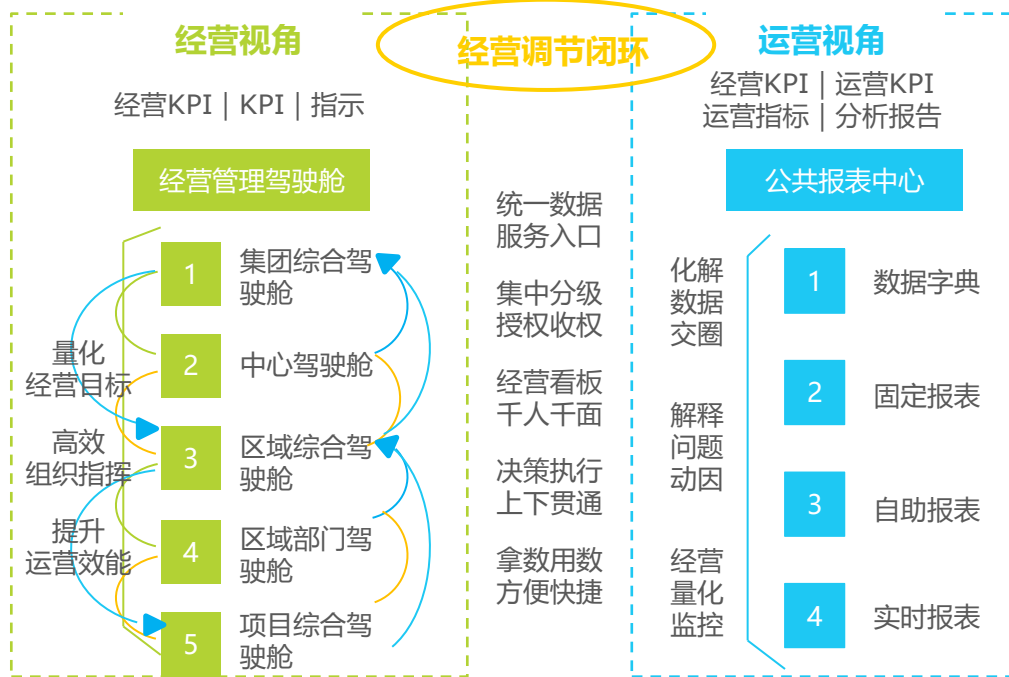 经营视角
经营调节闭环
运营视角
经营KPI | KPI | 指示
经营KPI | 运营KPI
运营指标 | 分析报告
经营管理驾驶舱
公共报表中心
量化
经营目标
高效
组织指挥
提升
运营效能
1
集团综合驾
驶舱
2
中心驾驶舱
3
区域综合驾
驶舱
4
区域部门驾
驶舱
5
项目综合驾
驶舱
统一数据
服务入口
集中分级
授权收权
经营看板
千人千面
决策执行
上下贯通
拿数用数
方便快捷
化解
数据
交圈
解释
问题
动因
经营
量化
监控
1
数据字典
2
固定报表
3
自助报表
4
实时报表